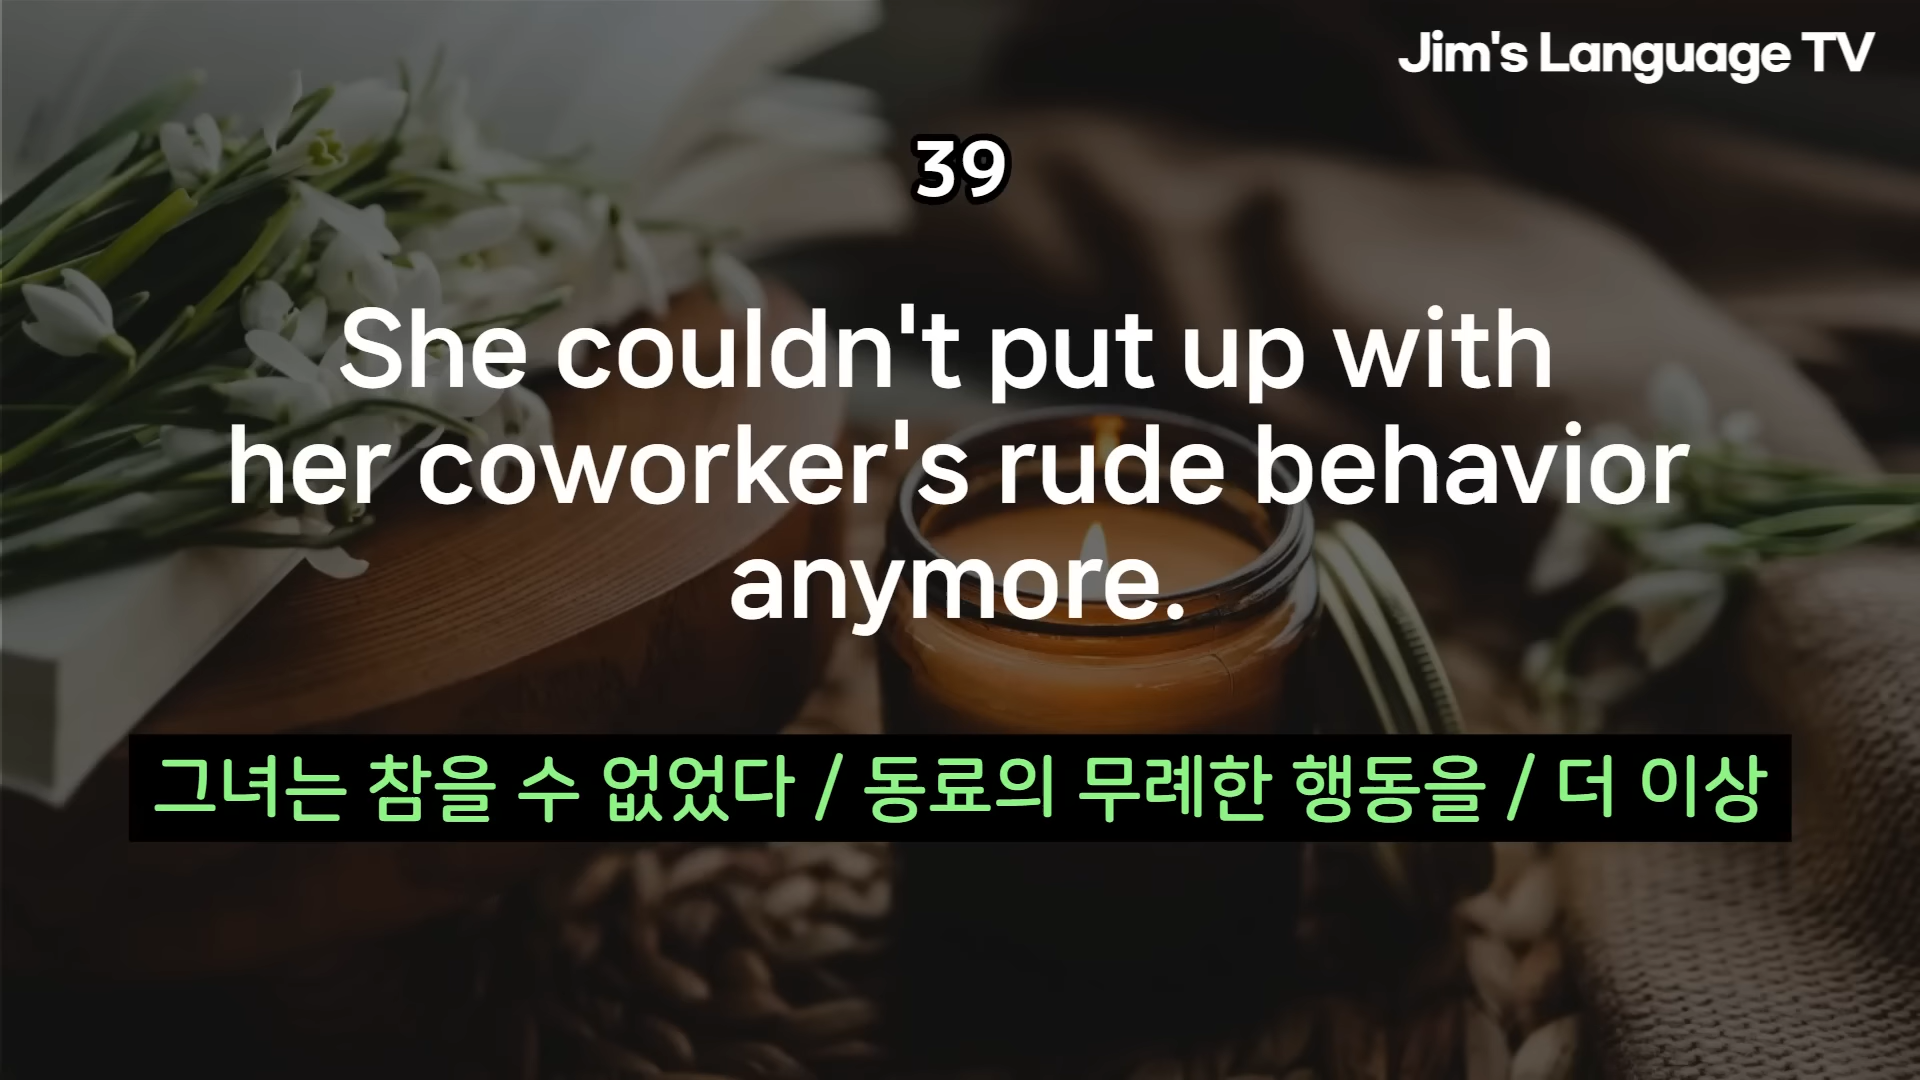 Jim's Language TV
39
She couldn't put up with
her coworker's rude behavior
anymore.
그녀는 참을 수 없었다 / 동료의 무례한 행동을 / 더 이상